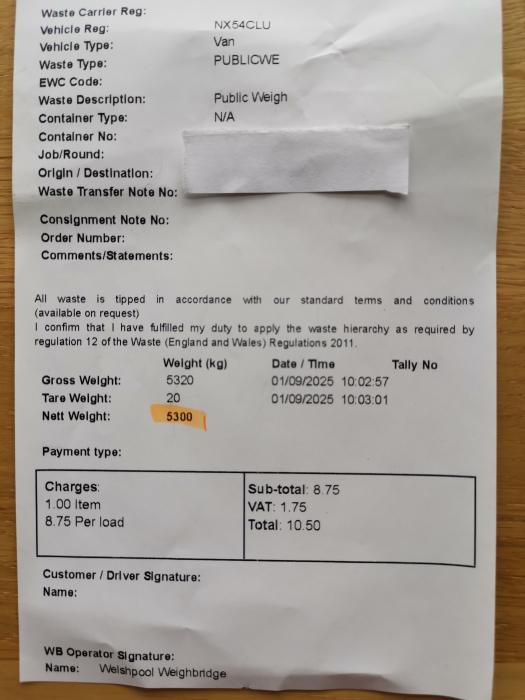 Waste Carrier Reg:
Vehicle Reg: NX54CLU
Vehicle Type: Van
Waste Type: PUBLICWE
EWC Code:
Waste Description: Public Weigh
Container Type: N/A
Container No:
Job/Round:
Origin / Destination:
Waste Transfer Note No:
Consignment Note No:
Order Number:
Comments/Statements:
All waste is tipped in accordance with our standard terms and conditions
(available on request)
I confirm that I have fulfilled my duty to apply the waste hierarchy as required by
regulation 12 of the Waste (England and Wales) Regulations 2011.
Weight (kg) Date / Time Tally No
Gross Weight: 5320 01/09/2025 10:02:57
Tare Weight: 20 01/09/2025 10:03:01
Nett Weight: 5300
Payment type:
Charges: Sub-total: 8.75
1.00 Item VAT: 1.75
8.75 Per load Total: 10.50
Customer / Driver Signature:
Name:
WB Operator Signature:
Name: Welshpool Weighbridge